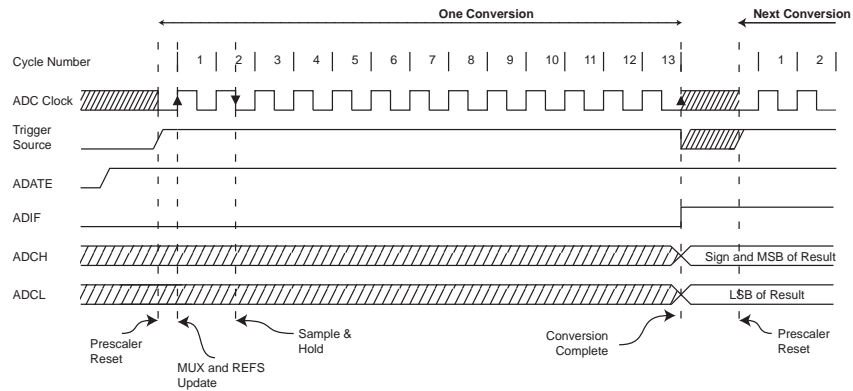 One Conversion
Next Conversion
Cycle Number
1 2 3 4 5 6 7 8 9 10 11 12 13 1 2
ADC Clock
Trigger
Source
ADATE
ADIF
ADCH
Sign and MSB of Result
ADCL
LSB of Result
Prescaler
Reset
MUX and REFS
Update
Sample &
Hold
Conversion
Complete
Prescaler
Reset